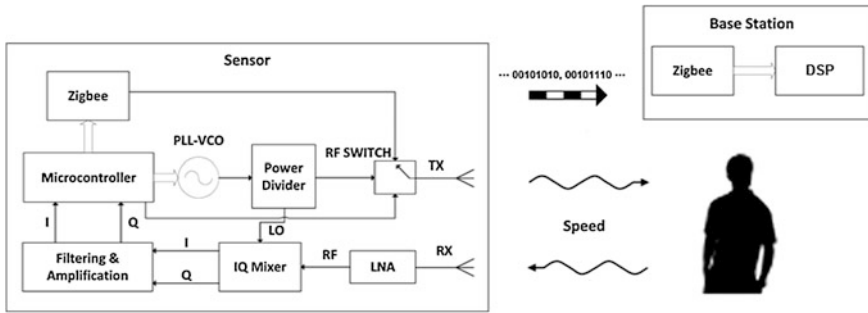 Sensor
Zigbee
PLL-VCO
Microcontroller
Power
Divider
RF SWITCH
TX
I
Q
LO
Filtering &
Amplification
I
Q
IQ Mixer
RF
LNA
RX
··· 00101010, 00101110 ···
Base Station
Zigbee
DSP
Speed